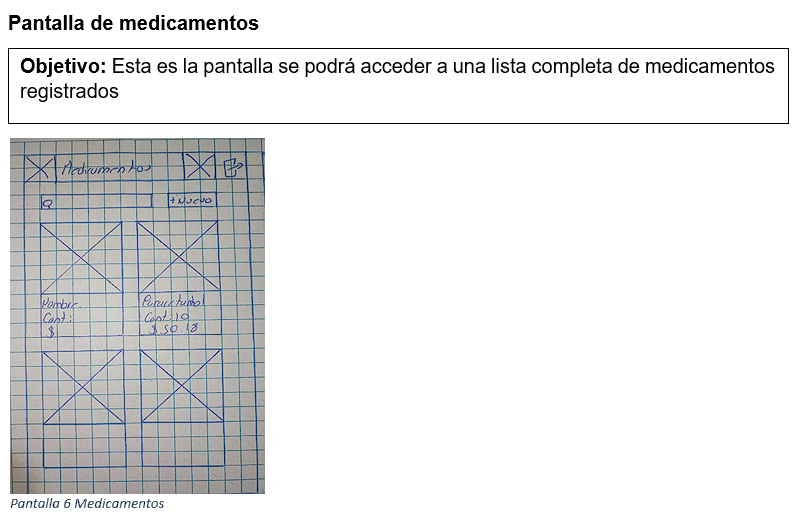 Pantalla de medicamentos
Objetivo: Esta es la pantalla se podrá acceder a una lista completa de medicamentos
registrados
Medicamentos
+ Nuevo
Nombre.
Cant:
$
Paracetamol
Cant: 10
$ 50.
Pantalla 6 Medicamentos